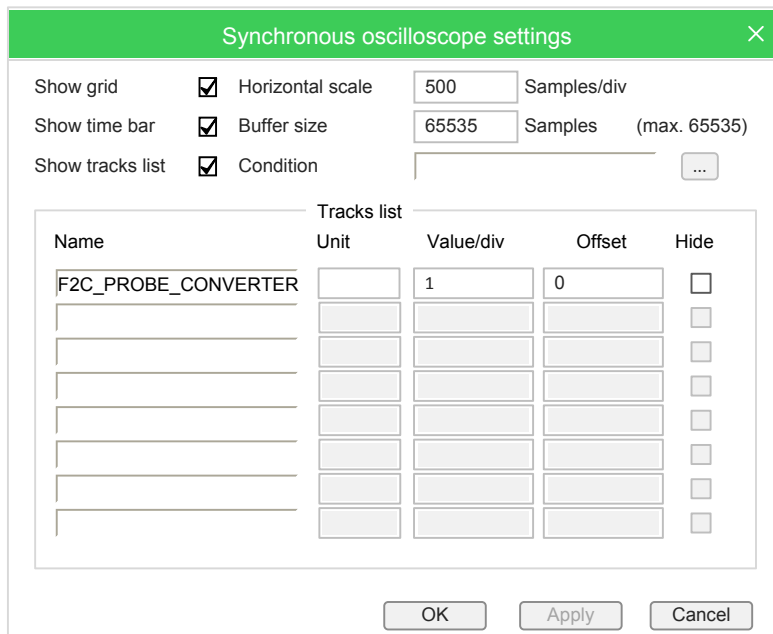 Synchronous oscilloscope settings
Show grid Horizontal scale 500 Samples/div
Show time bar Buffer size 65535 Samples (max. 65535)
Show tracks list Condition ...
Tracks list
Name Unit Value/div Offset Hide
F2C_PROBE_CONVERTER 1 0
OK Apply Cancel